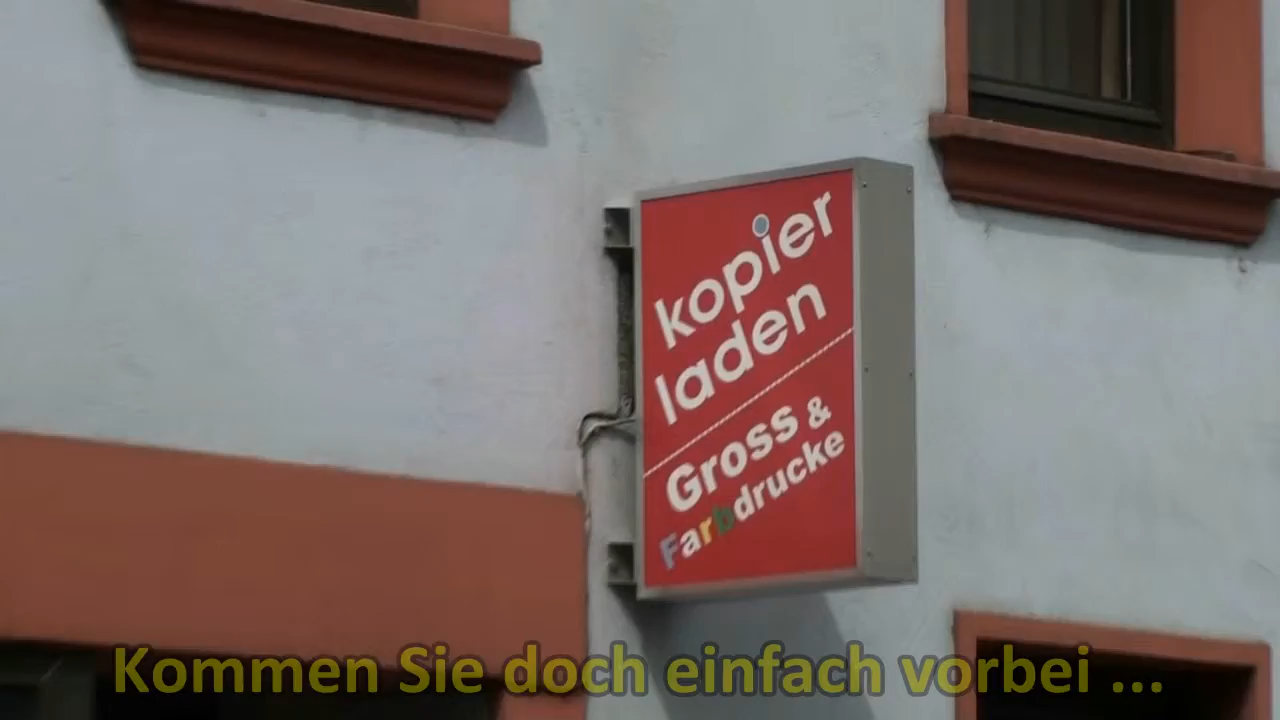 kopier
laden
Gross &
Farbdrucke
Kommen Sie doch einfach vorbei ...